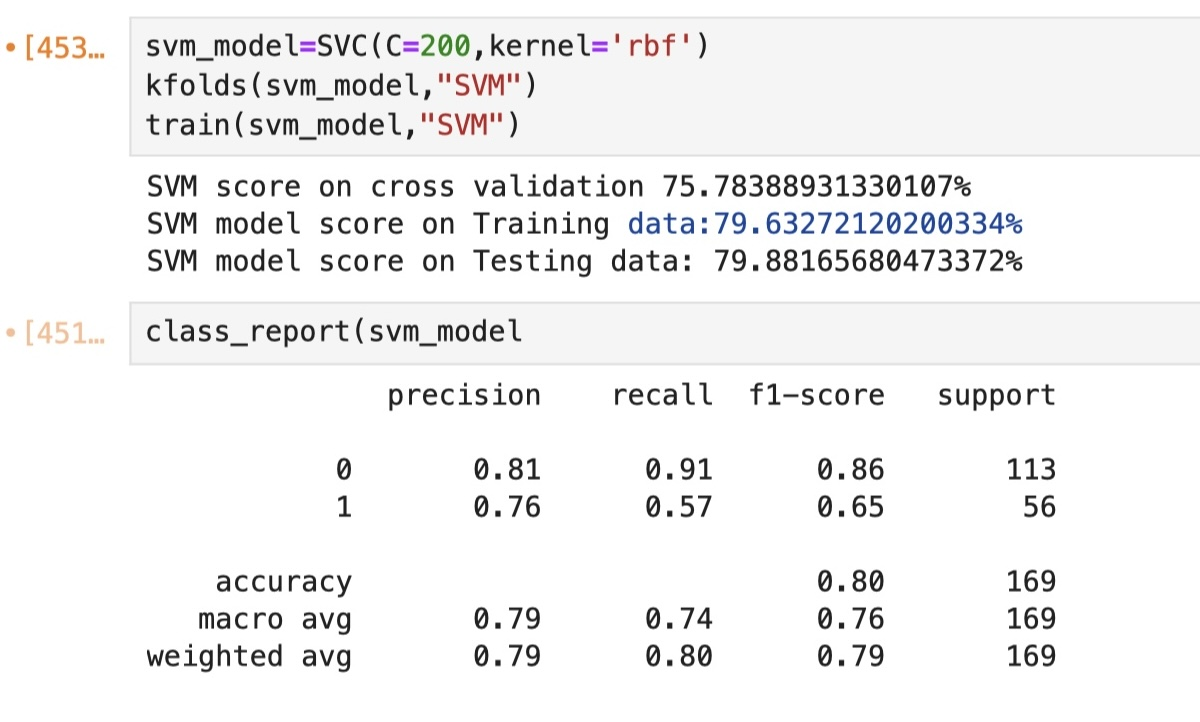 [453… svm_model=SVC(C=200,kernel='rbf')
kfolds(svm_model,"SVM")
train(svm_model,"SVM")
SVM score on cross validation 75.78388931330107%
SVM model score on Training data:79.63272120200334%
SVM model score on Testing data: 79.88165680473372%
[451… class_report(svm_model
precision recall f1-score support
0 0.81 0.91 0.86 113
1 0.76 0.57 0.65 56
accuracy 0.80 169
macro avg 0.79 0.74 0.76 169
weighted avg 0.79 0.80 0.79 169